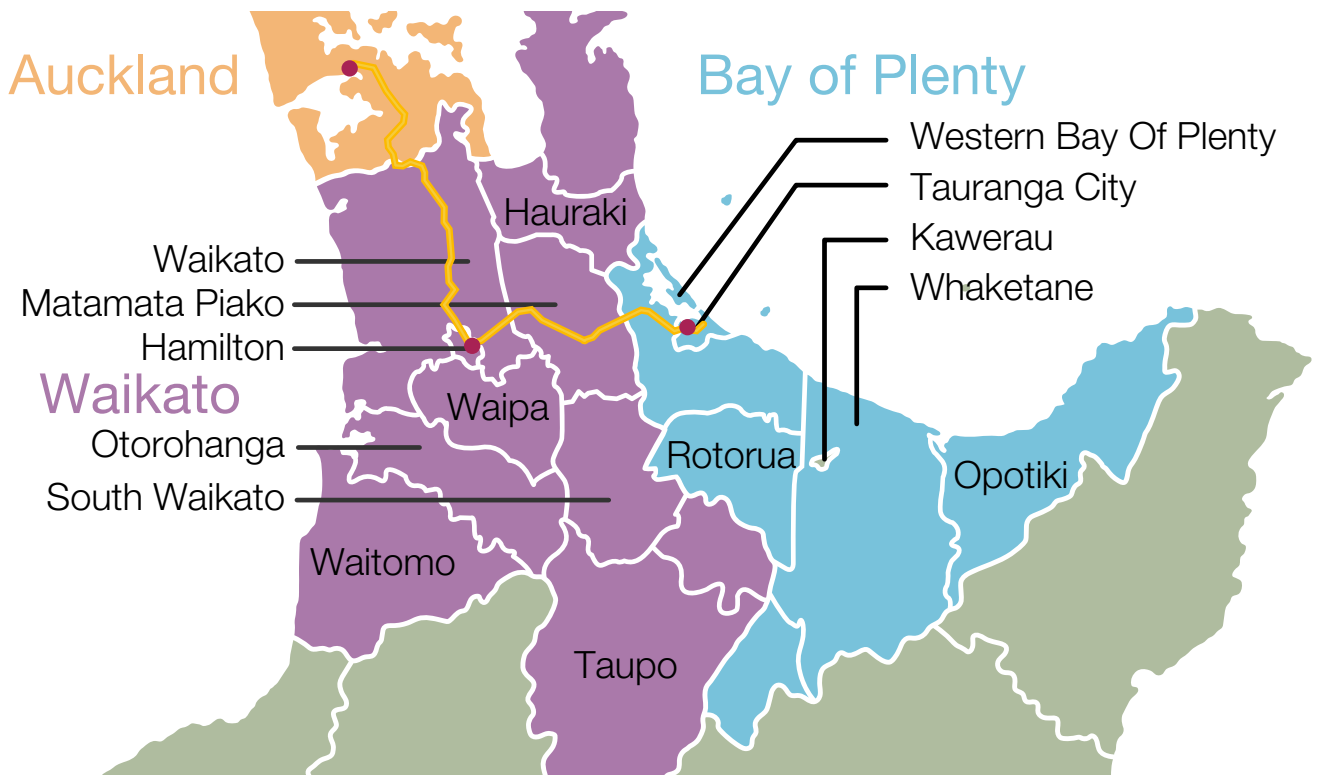 Auckland
Bay of Plenty
Western Bay Of Plenty
Tauranga City
Kawerau
Whaketane
Hauraki
Waikato
Matamata Piako
Hamilton
Waikato
Waipa
Otorohanga
Rotorua
Opotiki
South Waikato
Waitomo
Taupo